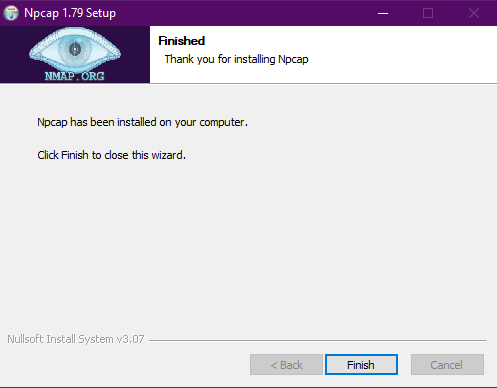 Npcap 1.79 Setup
NMAP.ORG
Finished
Thank you for installing Npcap
Npcap has been installed on your computer.
Click Finish to close this wizard.
Nullsoft Install System v3.07
< Back
Finish
Cancel